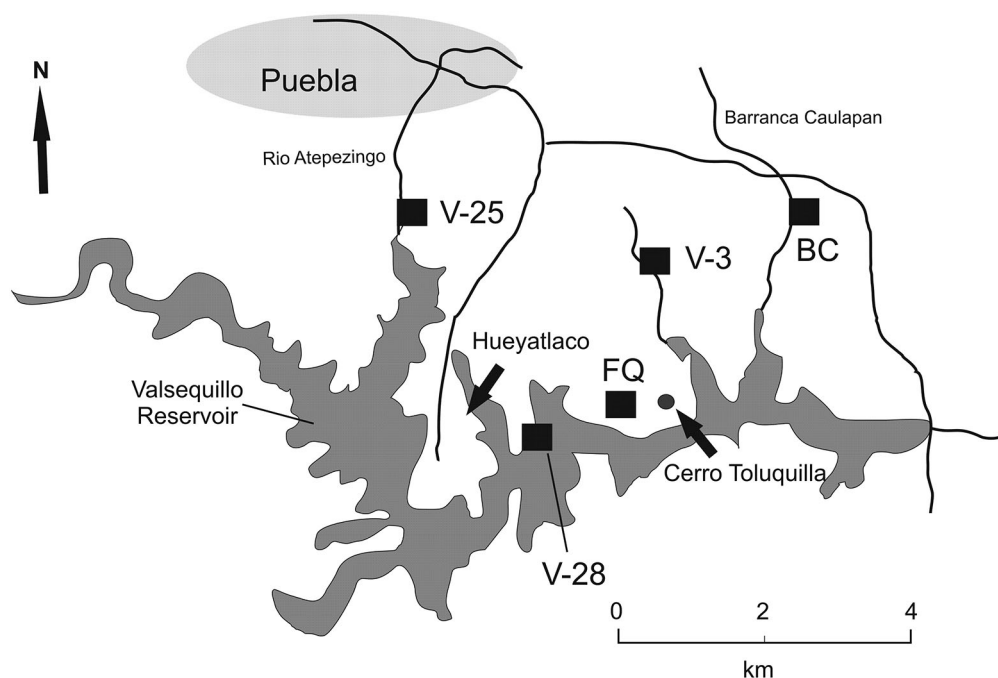 N
Puebla
Barranca Caulapan
Rio Atepezingo
V-25
BC
V-3
Hueyatlaco
FQ
Valsequillo
Reservoir
Cerro Toluquilla
V-28
0 2 4
km